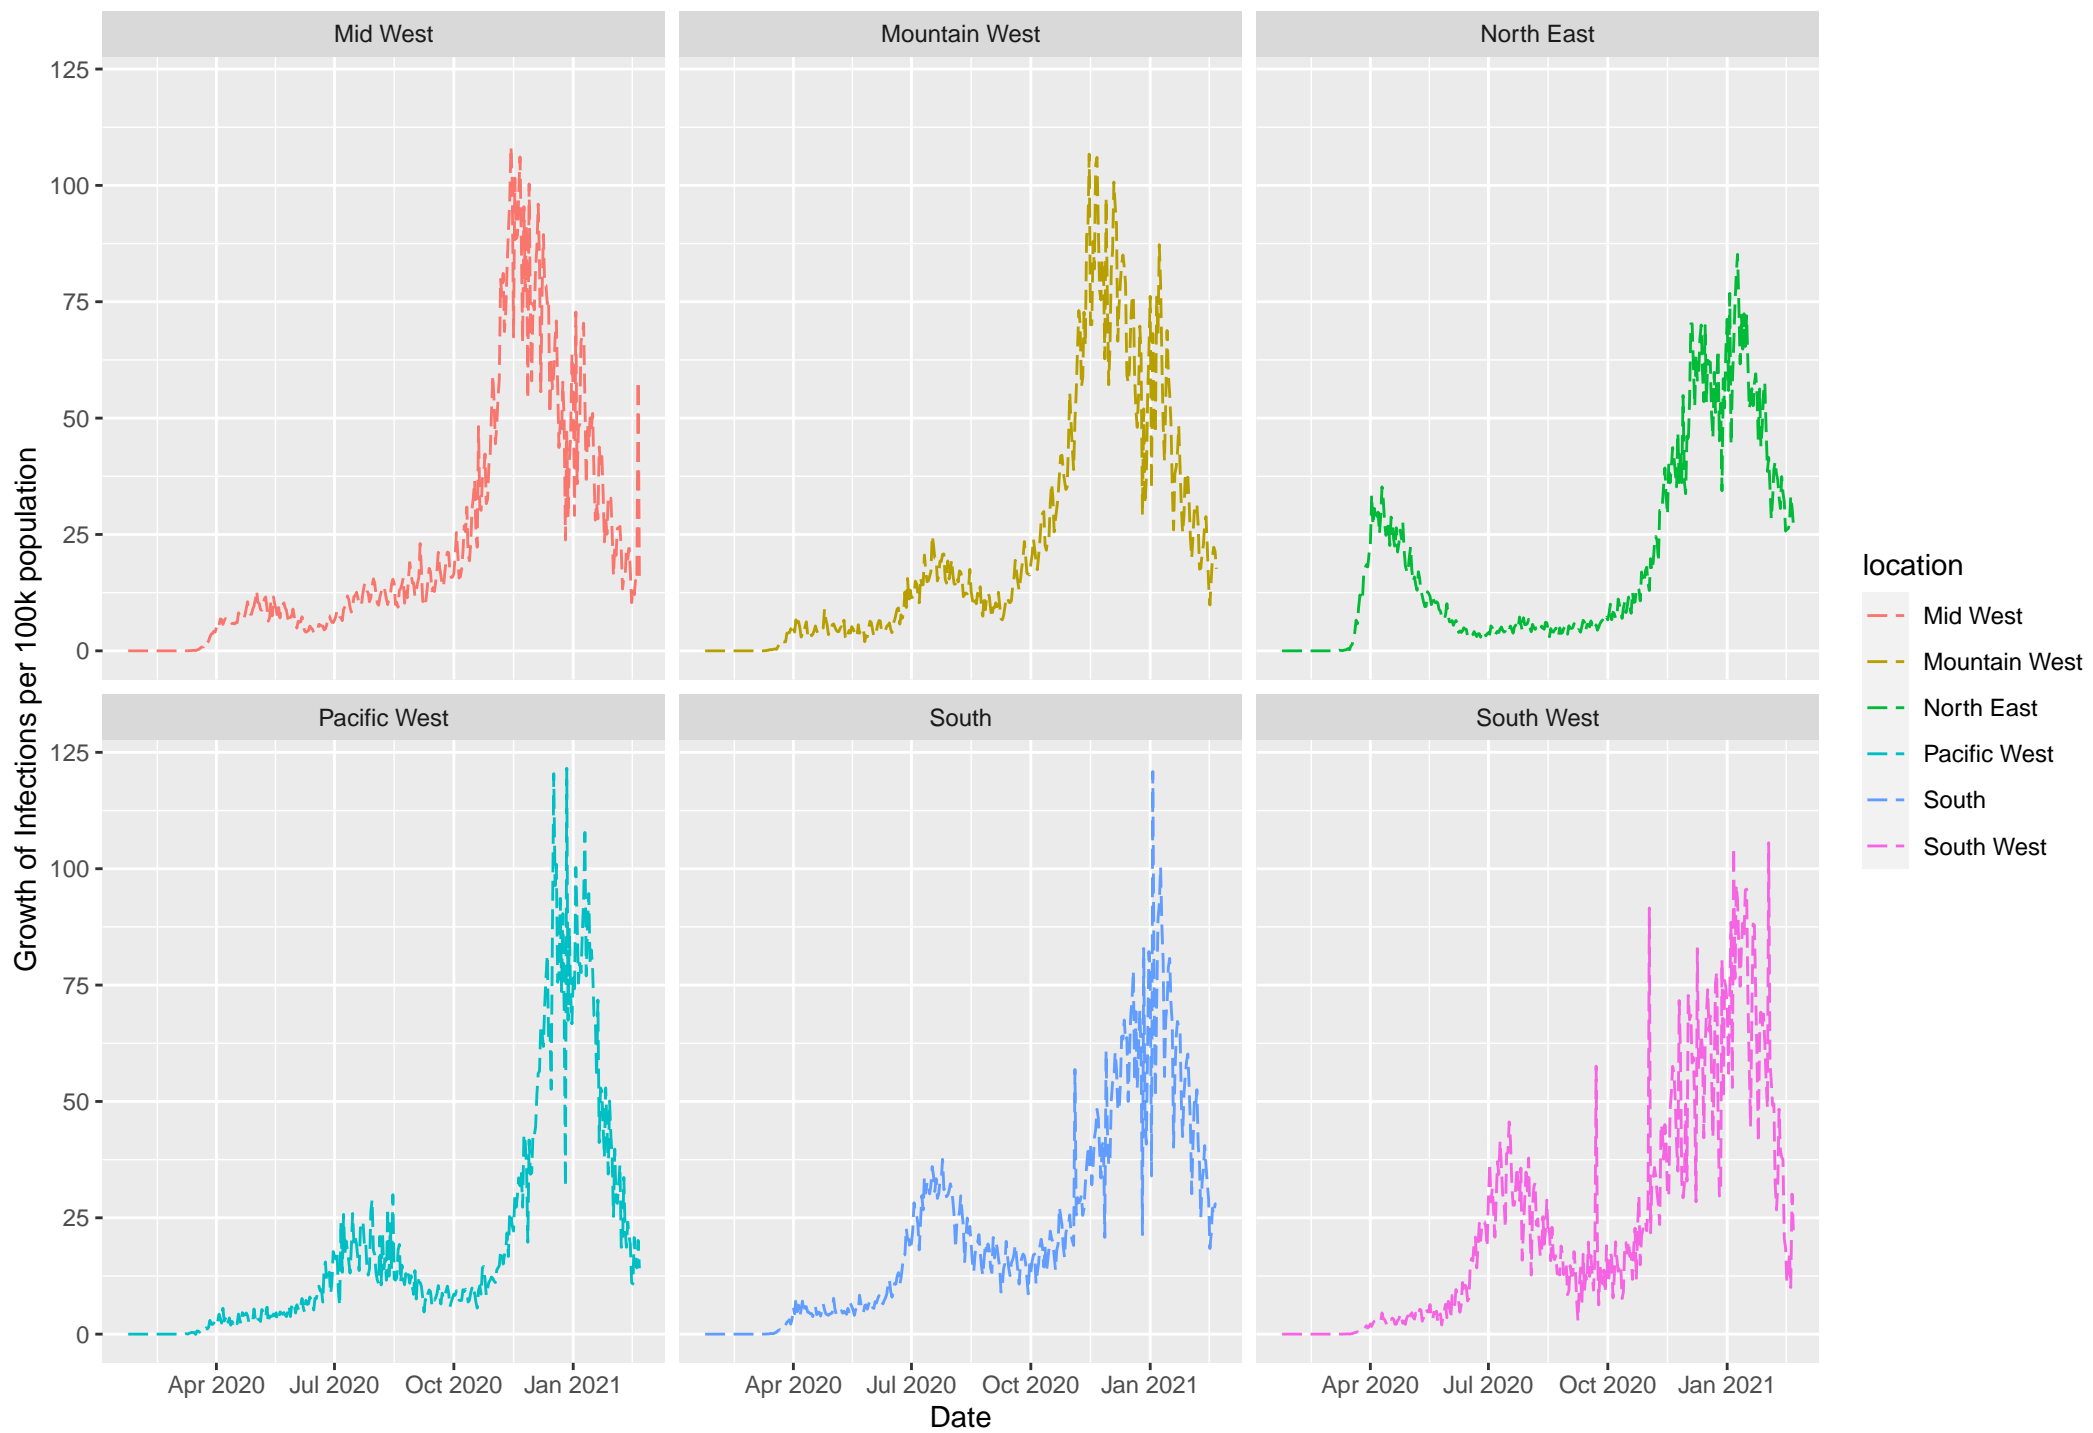 Mid West
Mountain West
North East
125
100
75
50
25
0
Pacific West
South
South West
125
100
75
50
25
0
Apr 2020
Jul 2020
Oct 2020
Jan 2021
Apr 2020
Jul 2020
Oct 2020
Jan 2021
Apr 2020
Jul 2020
Oct 2020
Jan 2021
Date
Growth of Infections per 100k population
location
Mid West
Mountain West
North East
Pacific West
South
South West